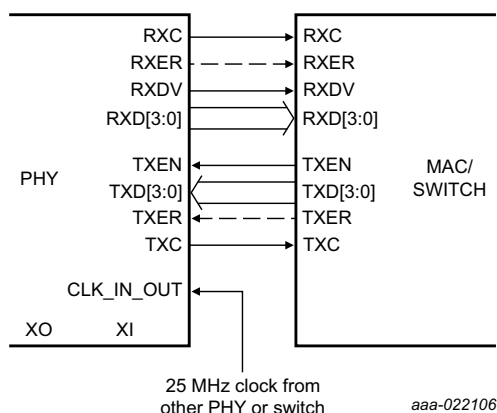 RXC RXC
RXER RXER
RXDV RXDV
RXD[3:0] RXD[3:0]
TXEN TXEN
PHY TXD[3:0] TXD[3:0] MAC/
SWITCH
TXER TXER
TXC TXC
CLK_IN_OUT
XO XI
25 MHz clock from
other PHY or switch
aaa-022106